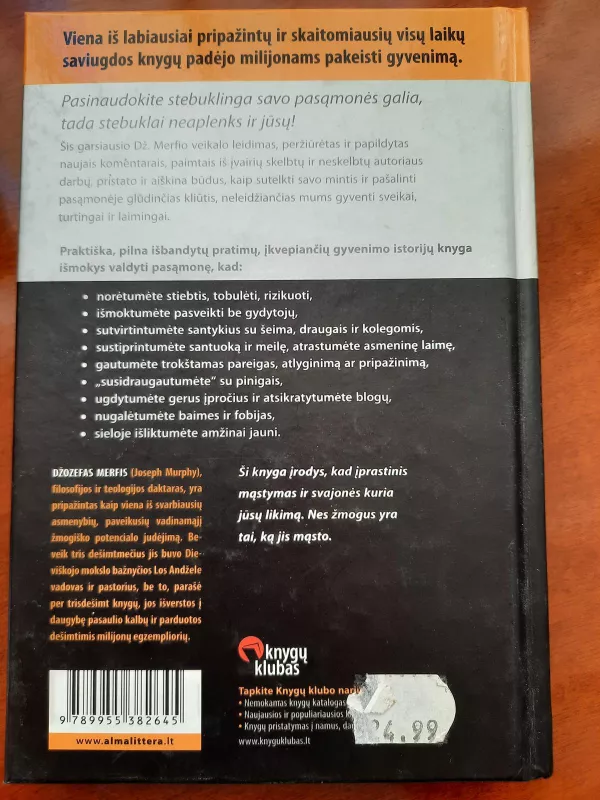 Viena iš labiausiai pripažintų ir skaitomiausių visų laikų
saviugdos knygų padėjo milijonams pakeisti gyvenimą.
Pasinaudokite stebuklinga savo pasąmonės galia,
tada stebuklai neaplenks ir jūsų!
Šis garsiausio Dž. Merfio veikalo leidimas, peržiūrėtas ir papildytas
naujais komentarais, paimtais iš įvairių skelbtų ir neskelbtų autoriaus
darbų, pristato ir aiškina būdus, kaip sutelkti savo mintis ir pašalinti
pasąmonėje glūdinčias kliūtis, neleidžiančias mums gyventi sveikai,
turtingai ir laimingai.
Praktiška, pilna išbandytų pratimų, įkvepiančių gyvenimo istorijų knyga
išmokys valdyti pasąmonę, kad:
• norėtumėte stiebtis, tobulėti, rizikuoti,
• išmoktumėte pasveikti be gydytojų,
• sutvirtintumėte santykius su šeima, draugais ir kolegomis,
• sustiprintumėte santuoką ir meilę, atrastumėte asmeninę laimę,
• gautumėte trokštamas pareigas, atlyginimą ar pripažinimą,
• „susidraugautumėte" su pinigais,
• ugdytumėte gerus įpročius ir atsikratytumėte blogų,
• nugalėtumėte baimes ir fobijas,
• sieloje išliktumėte amžinai jauni.
DŽOZEFAS MERFIS (Joseph Murphy),
filosofijos ir teologijos daktaras, yra
pripažintas kaip viena iš svarbiausių
asmenybių, paveikusių vadinamąjį
žmogiško potencialo judėjimą. Be-
veik tris dešimtmečius jis buvo Die-
viškojo mokslo bažnyčios Los Andžele
vadovas ir pastorius, be to, parašė
per trisdešimt knygų, jos išverstos į
daugybę pasaulio kalbų ir parduotos
dešimtimis milijonų egzempliorių.
Ši knyga įrodys, kad įprastinis
mąstymas ir svajonės kuria
jūsų likimą. Nes žmogus yra
tai, ką jis mąsto.
knygų
klubas
Tapkite Knygų klubo
• Nemokamas knygų katalogas
• Naujausios ir populiariausios
• Knygų pristatymas į namus,
www.knyguklubas.lt
24.99
9 789955 382645
www.almalittera.lt